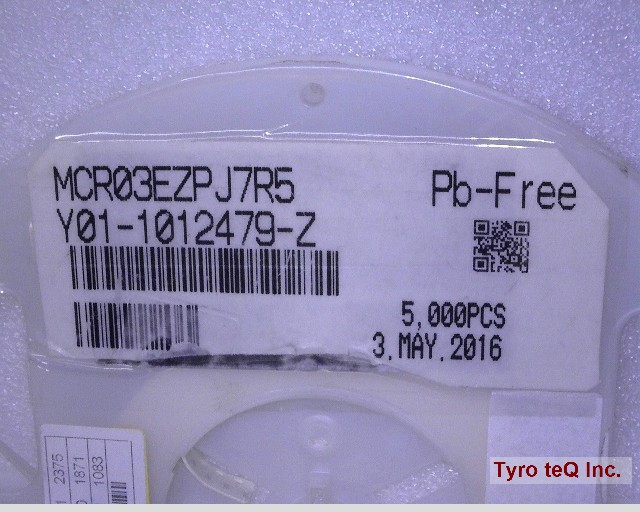 MCR03EZPJ7R5
Pb-Free
Y01-1012479-Z
5,000PCS
3.MAY.2016
2375
1871
1083
Tyro teQ Inc.